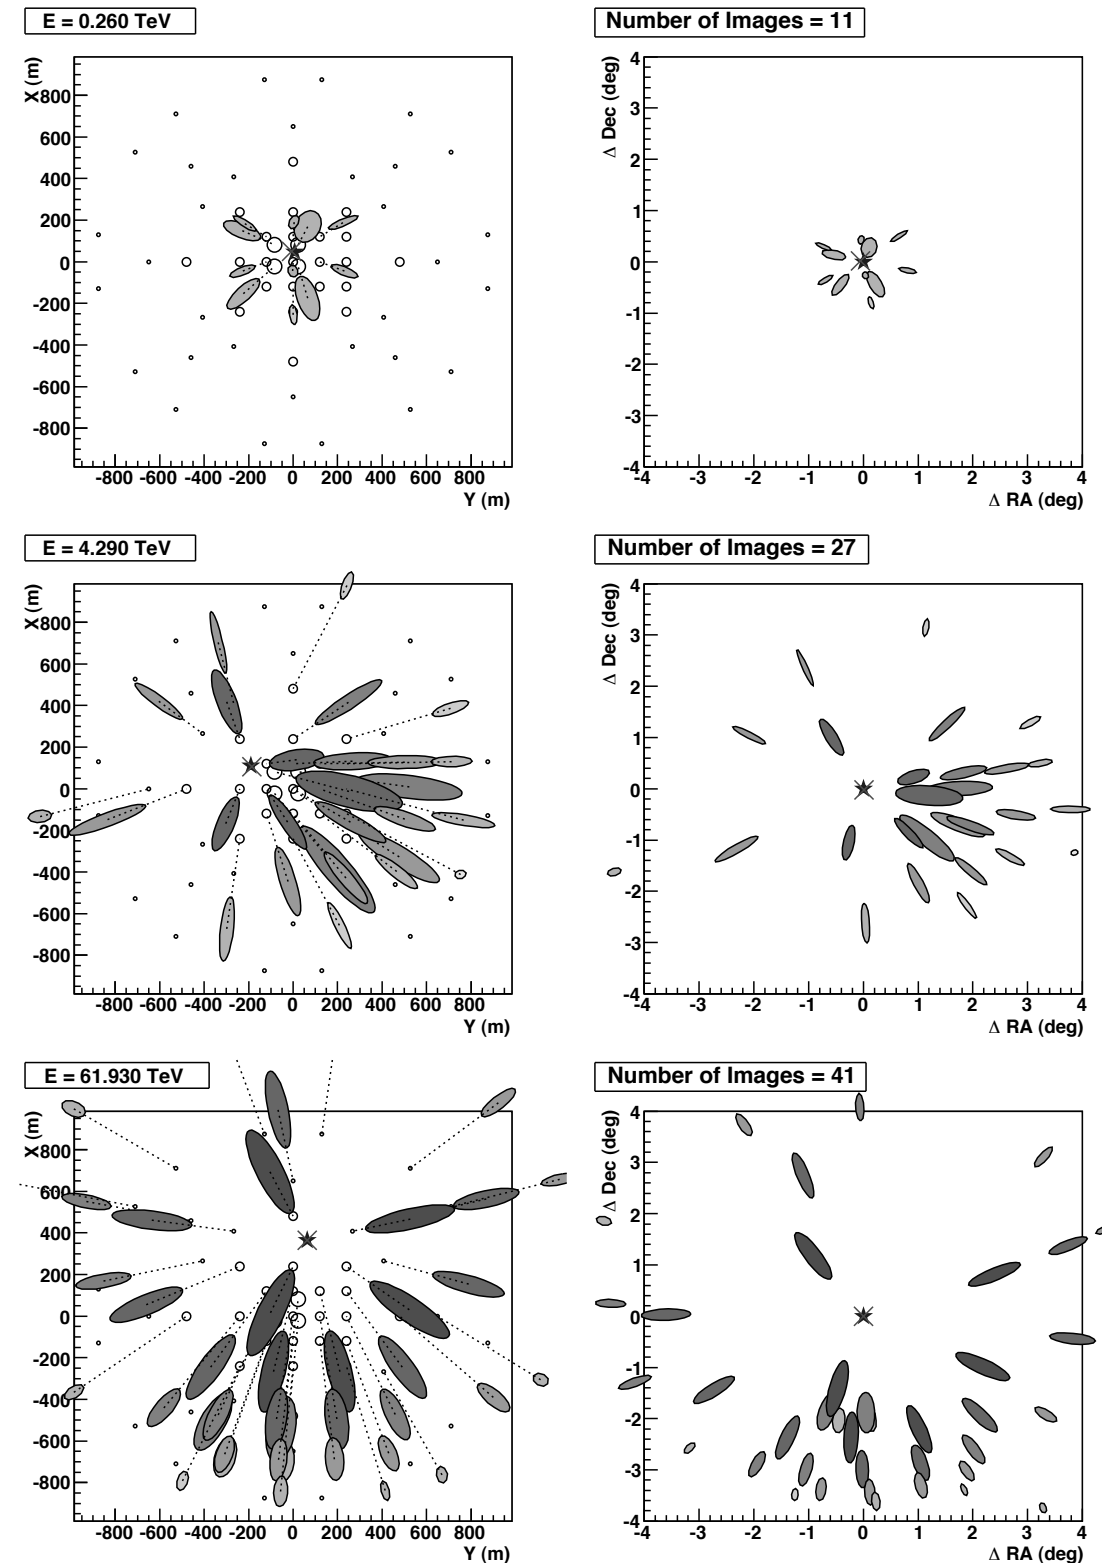 E = 0.260 TeV
Number of Images = 11
X (m)
800
600
400
200
0
-200
-400
-600
-800
-800 -600 -400 -200 0 200 400 600 800
Y (m)
Δ Dec (deg)
4
3
2
1
0
-1
-2
-3
-4
-4 -3 -2 -1 0 1 2 3 4
Δ RA (deg)
E = 4.290 TeV
Number of Images = 27
X (m)
800
600
400
200
0
-200
-400
-600
-800
-800 -600 -400 -200 0 200 400 600 800
Y (m)
Δ Dec (deg)
4
3
2
1
0
-1
-2
-3
-4
-4 -3 -2 -1 0 1 2 3 4
Δ RA (deg)
E = 61.930 TeV
Number of Images = 41
X (m)
800
600
400
200
0
-200
-400
-600
-800
-800 -600 -400 -200 0 200 400 600 800
Y (m)
Δ Dec (deg)
4
3
2
1
0
-1
-2
-3
-4
-4 -3 -2 -1 0 1 2 3 4
Δ RA (deg)